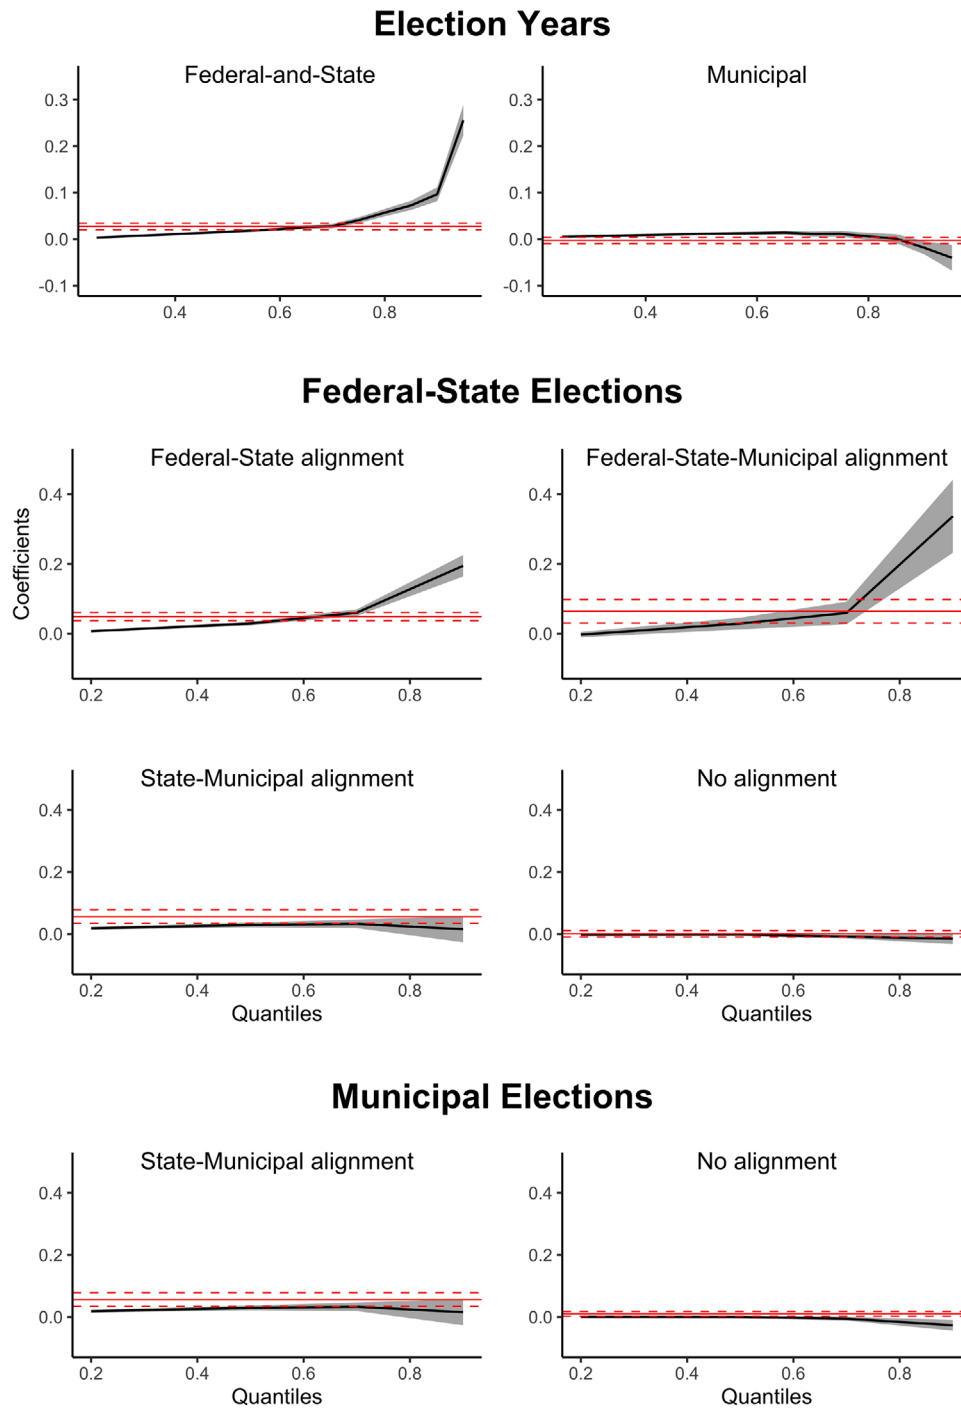 Election Years
Federal-and-State
Municipal
0.3
0.2
0.1
0.0
-0.1
0.4 0.6 0.8
0.3
0.2
0.1
0.0
-0.1
0.4 0.6 0.8
Federal-State Elections
Coefficients
Federal-State alignment
0.4
0.2
0.0
0.2 0.4 0.6 0.8
Federal-State-Municipal alignment
0.4
0.2
0.0
0.2 0.4 0.6 0.8
State-Municipal alignment
0.4
0.2
0.0
0.2 0.4 0.6 0.8
Quantiles
No alignment
0.4
0.2
0.0
0.2 0.4 0.6 0.8
Quantiles
Municipal Elections
State-Municipal alignment
0.4
0.2
0.0
0.2 0.4 0.6 0.8
Quantiles
No alignment
0.4
0.2
0.0
0.2 0.4 0.6 0.8
Quantiles